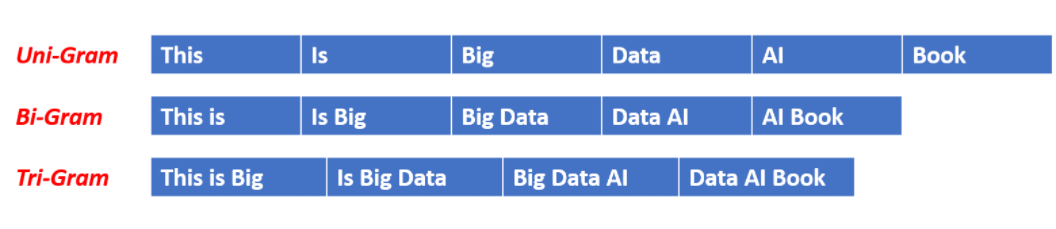 Uni-Gram This Is Big Data AI Book
Bi-Gram This is Is Big Big Data Data AI AI Book
Tri-Gram This is Big Is Big Data Big Data AI Data AI Book